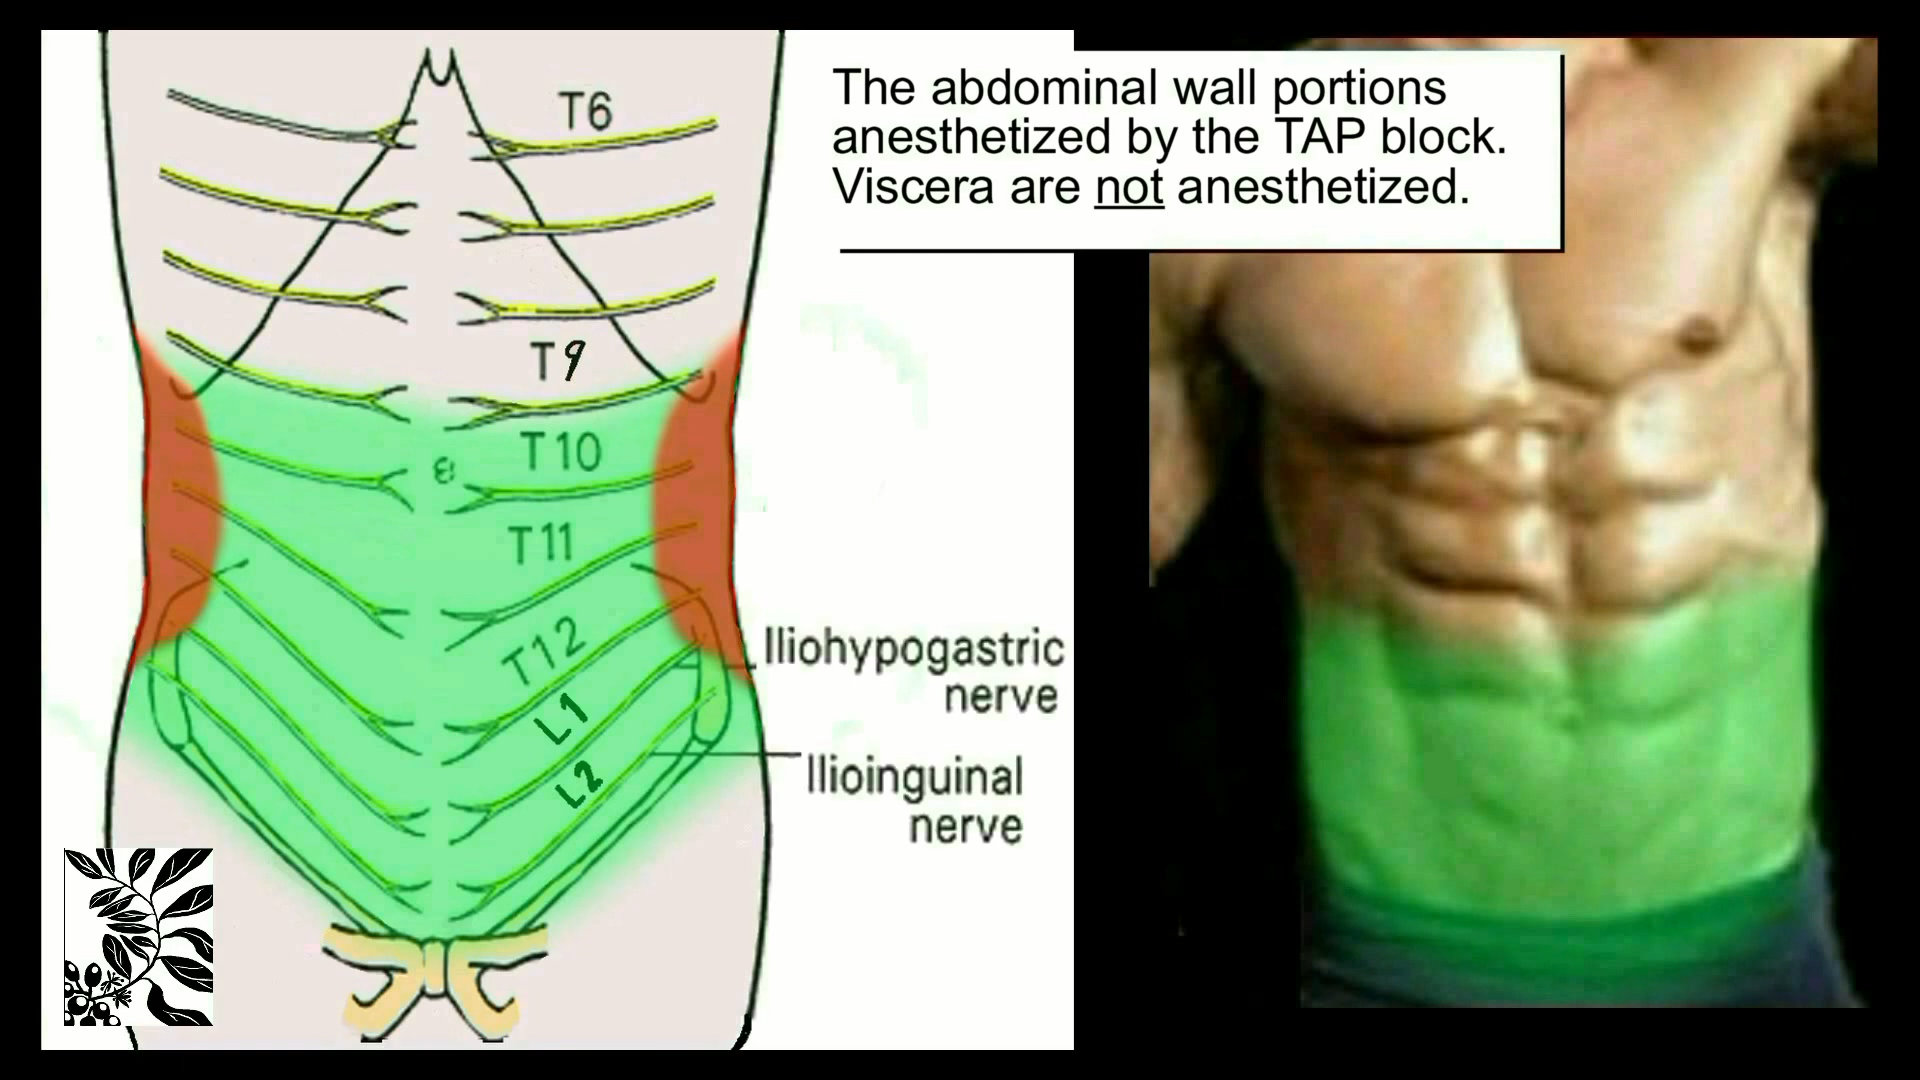 The abdominal wall portions
anesthetized by the TAP block.
Viscera are not anesthetized.
T6
T9
T10
T11
T12
L1
L2
Iliohypogastric
nerve
Ilioinguinal
nerve